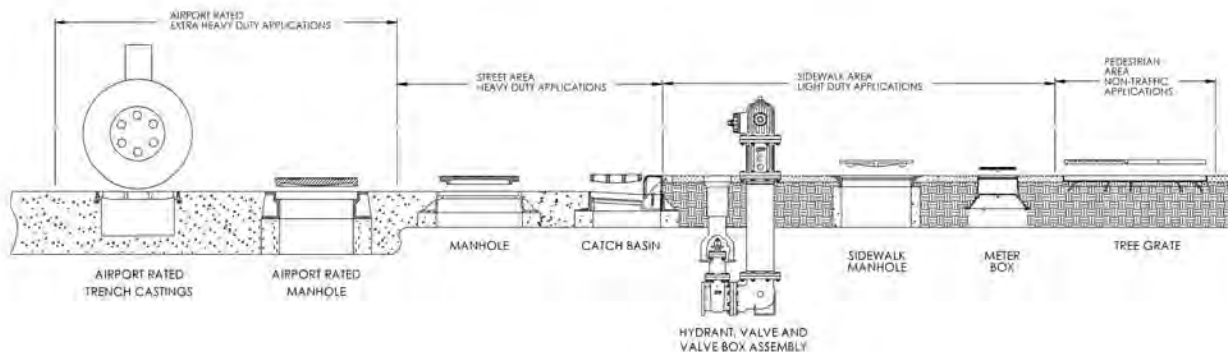 AIRPORT RATED
EXTRA HEAVY DUTY APPLICATIONS
STREET AREA
HEAVY DUTY APPLICATIONS
SIDEWALK AREA
LIGHT DUTY APPLICATIONS
PEDESTRIAN
AREA
NON-TRAFFIC
APPLICATIONS
AIRPORT RATED
TRENCH CASTINGS
AIRPORT RATED
MANHOLE
MANHOLE
CATCH BASIN
HYDRANT, VALVE AND
VALVE BOX ASSEMBLY
SIDEWALK
MANHOLE
METER
BOX
TREE GRATE